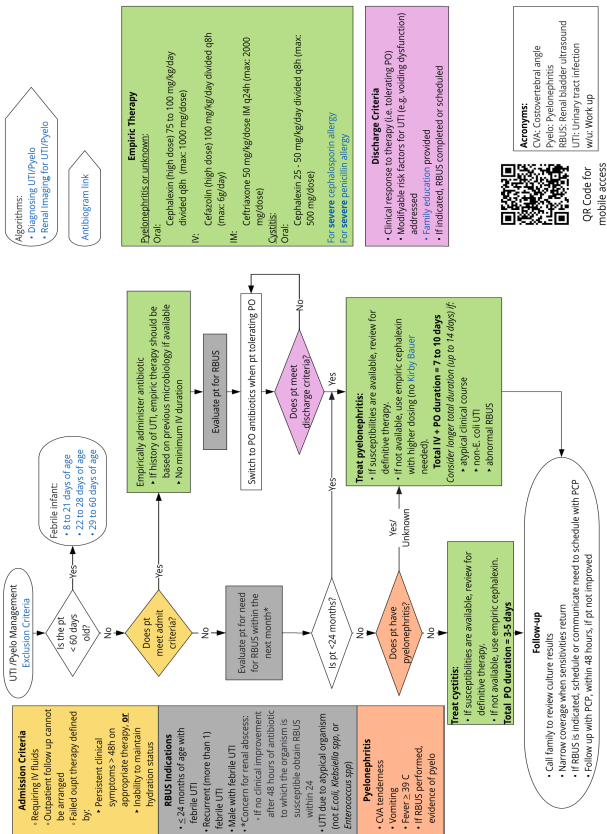 UTI /Pyelo Management
Exclusion Criteria
Is the pt
< 60 days
old?
Yes
Febrile infant:
• 8 to 21 days of age
• 22 to 28 days of age
• 29 to 60 days of age
Algorithms:
• Diagnosing UTI/Pyelo
• Renal Imaging for UTI/Pyelo
Antibiogram link
No
Admission Criteria
◦ Requiring IV fluids
◦ Outpatient follow up cannot
be arranged
◦ Failed oupt therapy defined
by:
‣ Persistent clinical
symptoms > 48h on
appropriate therapy, or
‣ Inability to maintain
hydration status
Does pt
meet admit
criteria?
Yes
Empirically administer antibiotic
‣ If history of UTI, empiric therapy should be
based on previous microbiology if available
‣ No minimum IV duration
Evaluate pt for RBUS
Switch to PO antibiotics when pt tolerating PO
Does pt meet
discharge criteria?
No
Yes
Empiric Therapy
Pyelonephritis or unknown:
Oral: Cephalexin (high dose) 75 to 100 mg/kg/day
divided q8h (max: 1000 mg/dose)
IV:
Cefazolin (high dose) 100 mg/kg/day divided q8h
(max: 6g/day)
IM:
Ceftriaxone 50 mg/kg/dose IM q24h (max: 2000
mg/dose)
Cystitis:
Oral:
Cephalexin 25 - 50 mg/kg/day divided q8h (max:
500 mg/dose)
For severe cephalosporin allergy
For severe penicillin allergy
No
RBUS Indications
• ≤ 24 months of age with
febrile UTI
• Recurrent (more than 1)
febrile UTI
• Male with febrile UTI
• *Concern for renal abscess:
◦ If no clinical improvement
after 48 hours of antibiotic
to which the organism is
susceptible obtain RBUS
within 24
• UTI due to atypical organism
(not E.coli, Klebsiella spp, or
Enterococcus spp)
Evaluate pt for need
for RBUS within the
next month*
Is pt <24 months?
Yes
No
Discharge Criteria
• Clinical response to therapy (i.e. tolerating PO)
• Modifyable risk factors for UTI (e.g. voiding dysfunction)
addressed
• Family education provided
• If indicated, RBUS completed or scheduled
Pyelonephritis
• CVA tenderness
• Vomiting
• Fever ≥ 39 C
• If RBUS performed,
evidence of pyelo
Does pt have
pyelonephritis?
Yes/
Unknown
No
Treat pyelonephritis:
• If susceptibilities are available, review for
definitive therapy.
• If not available, use empiric cephalexin
with higher dosing (no Kirby Bauer
needed).
Total IV + PO duration = 7 to 10 days
Consider longer total duration (up to 14 days) if:
‣ atypical clinical course
‣ non-E. coli UTI
‣ abnormal RBUS
Treat cystitis:
• If susceptibilities are available, review for
definitive therapy.
• If not available, use empiric cephalexin.
Total PO duration = 3-5 days
Follow-up
• Call family to review culture results
• Narrow coverage when sensitivities return
• If RBUS is indicated, schedule or communicate need to schedule with PCP
• Follow up with PCP, within 48 hours, if pt not improved
QR Code for
mobile access
Acronyms:
CVA: Costovertebral angle
Pyelo: Pyelonephritis
RBUS: Renal bladder ultrasound
UTI: Urinary tract infection
w/u: Work up